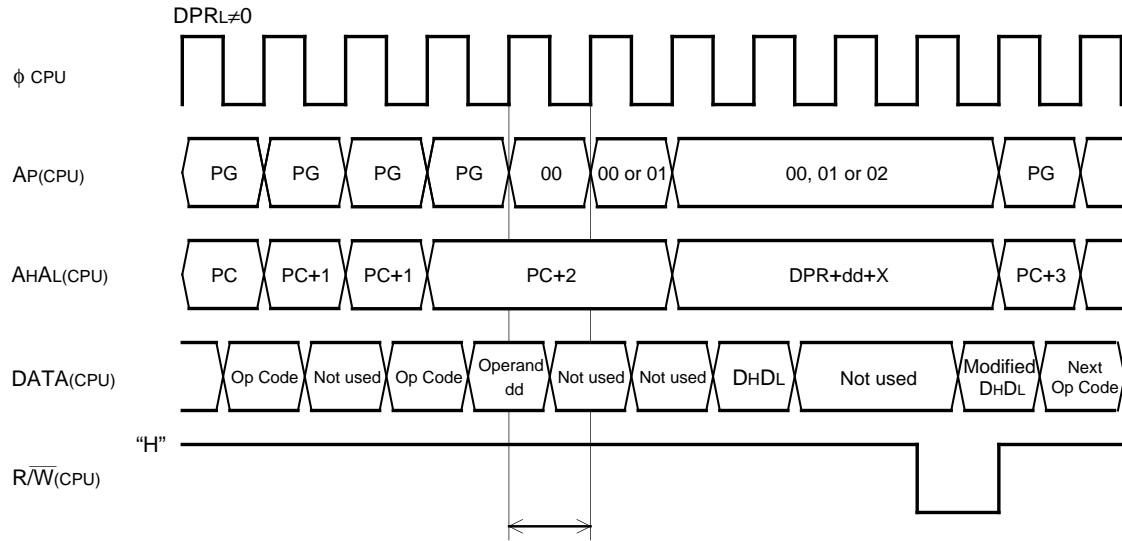 DPRL≠0
φ CPU
AP(CPU) PG PG PG PG 00 00 or 01 00, 01 or 02 PG
AHAL(CPU) PC PC+1 PC+1 PC+2 DPR+dd+X PC+3
DATA(CPU) Op Code Not used Op Code Operand dd Not used Not used DHDL Not used Modified DHDL Next Op Code
“H”
R/W̅(CPU)